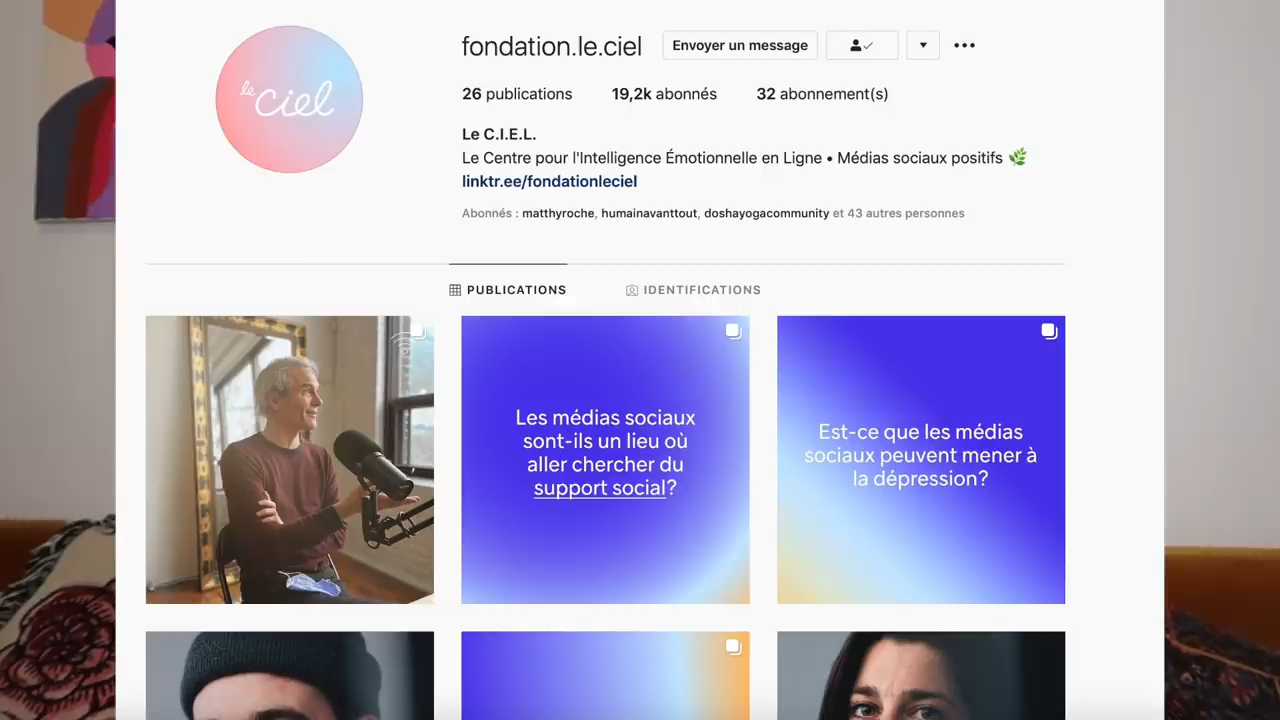 le
ciel
fondation.le.ciel
Envoyer un message
26 publications
19,2k abonnés
32 abonnement(s)
Le C.I.E.L.
Le Centre pour l'Intelligence Émotionnelle en Ligne • Médias sociaux positifs 🌿
linktr.ee/fondationleciel
Abonnés : matthyroche, humainavanttout, doshayogacommunity et 43 autres personnes
PUBLICATIONS
IDENTIFICATIONS
Les médias sociaux
sont-ils un lieu où
aller chercher du
support social?
Est-ce que les médias
sociaux peuvent mener à
la dépression?